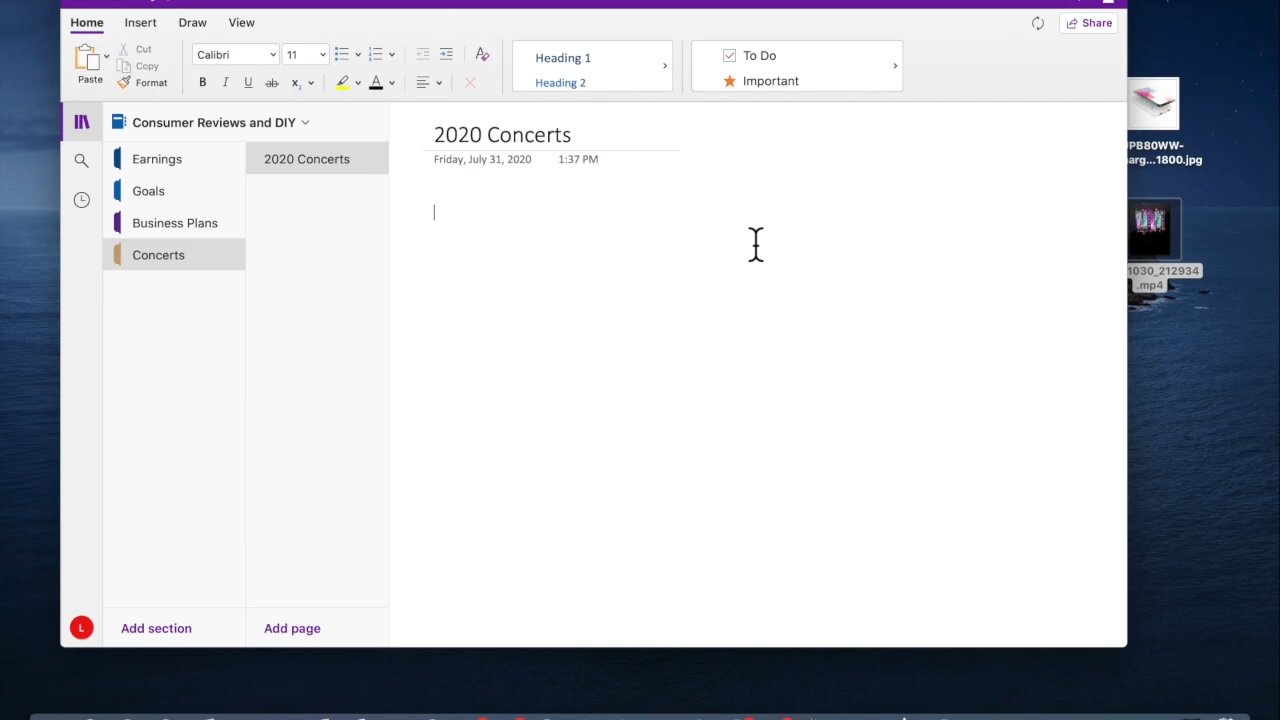 Home Insert Draw View Share
Paste Cut Copy Format
Calibri 11
B I U ab x₂ A
Heading 1
Heading 2
To Do
Important
Consumer Reviews and DIY
Earnings
Goals
Business Plans
Concerts
2020 Concerts
2020 Concerts
Friday, July 31, 2020 1:37 PM
Add section
Add page
L
arg...1800.jpg
1030_212934
.mp4